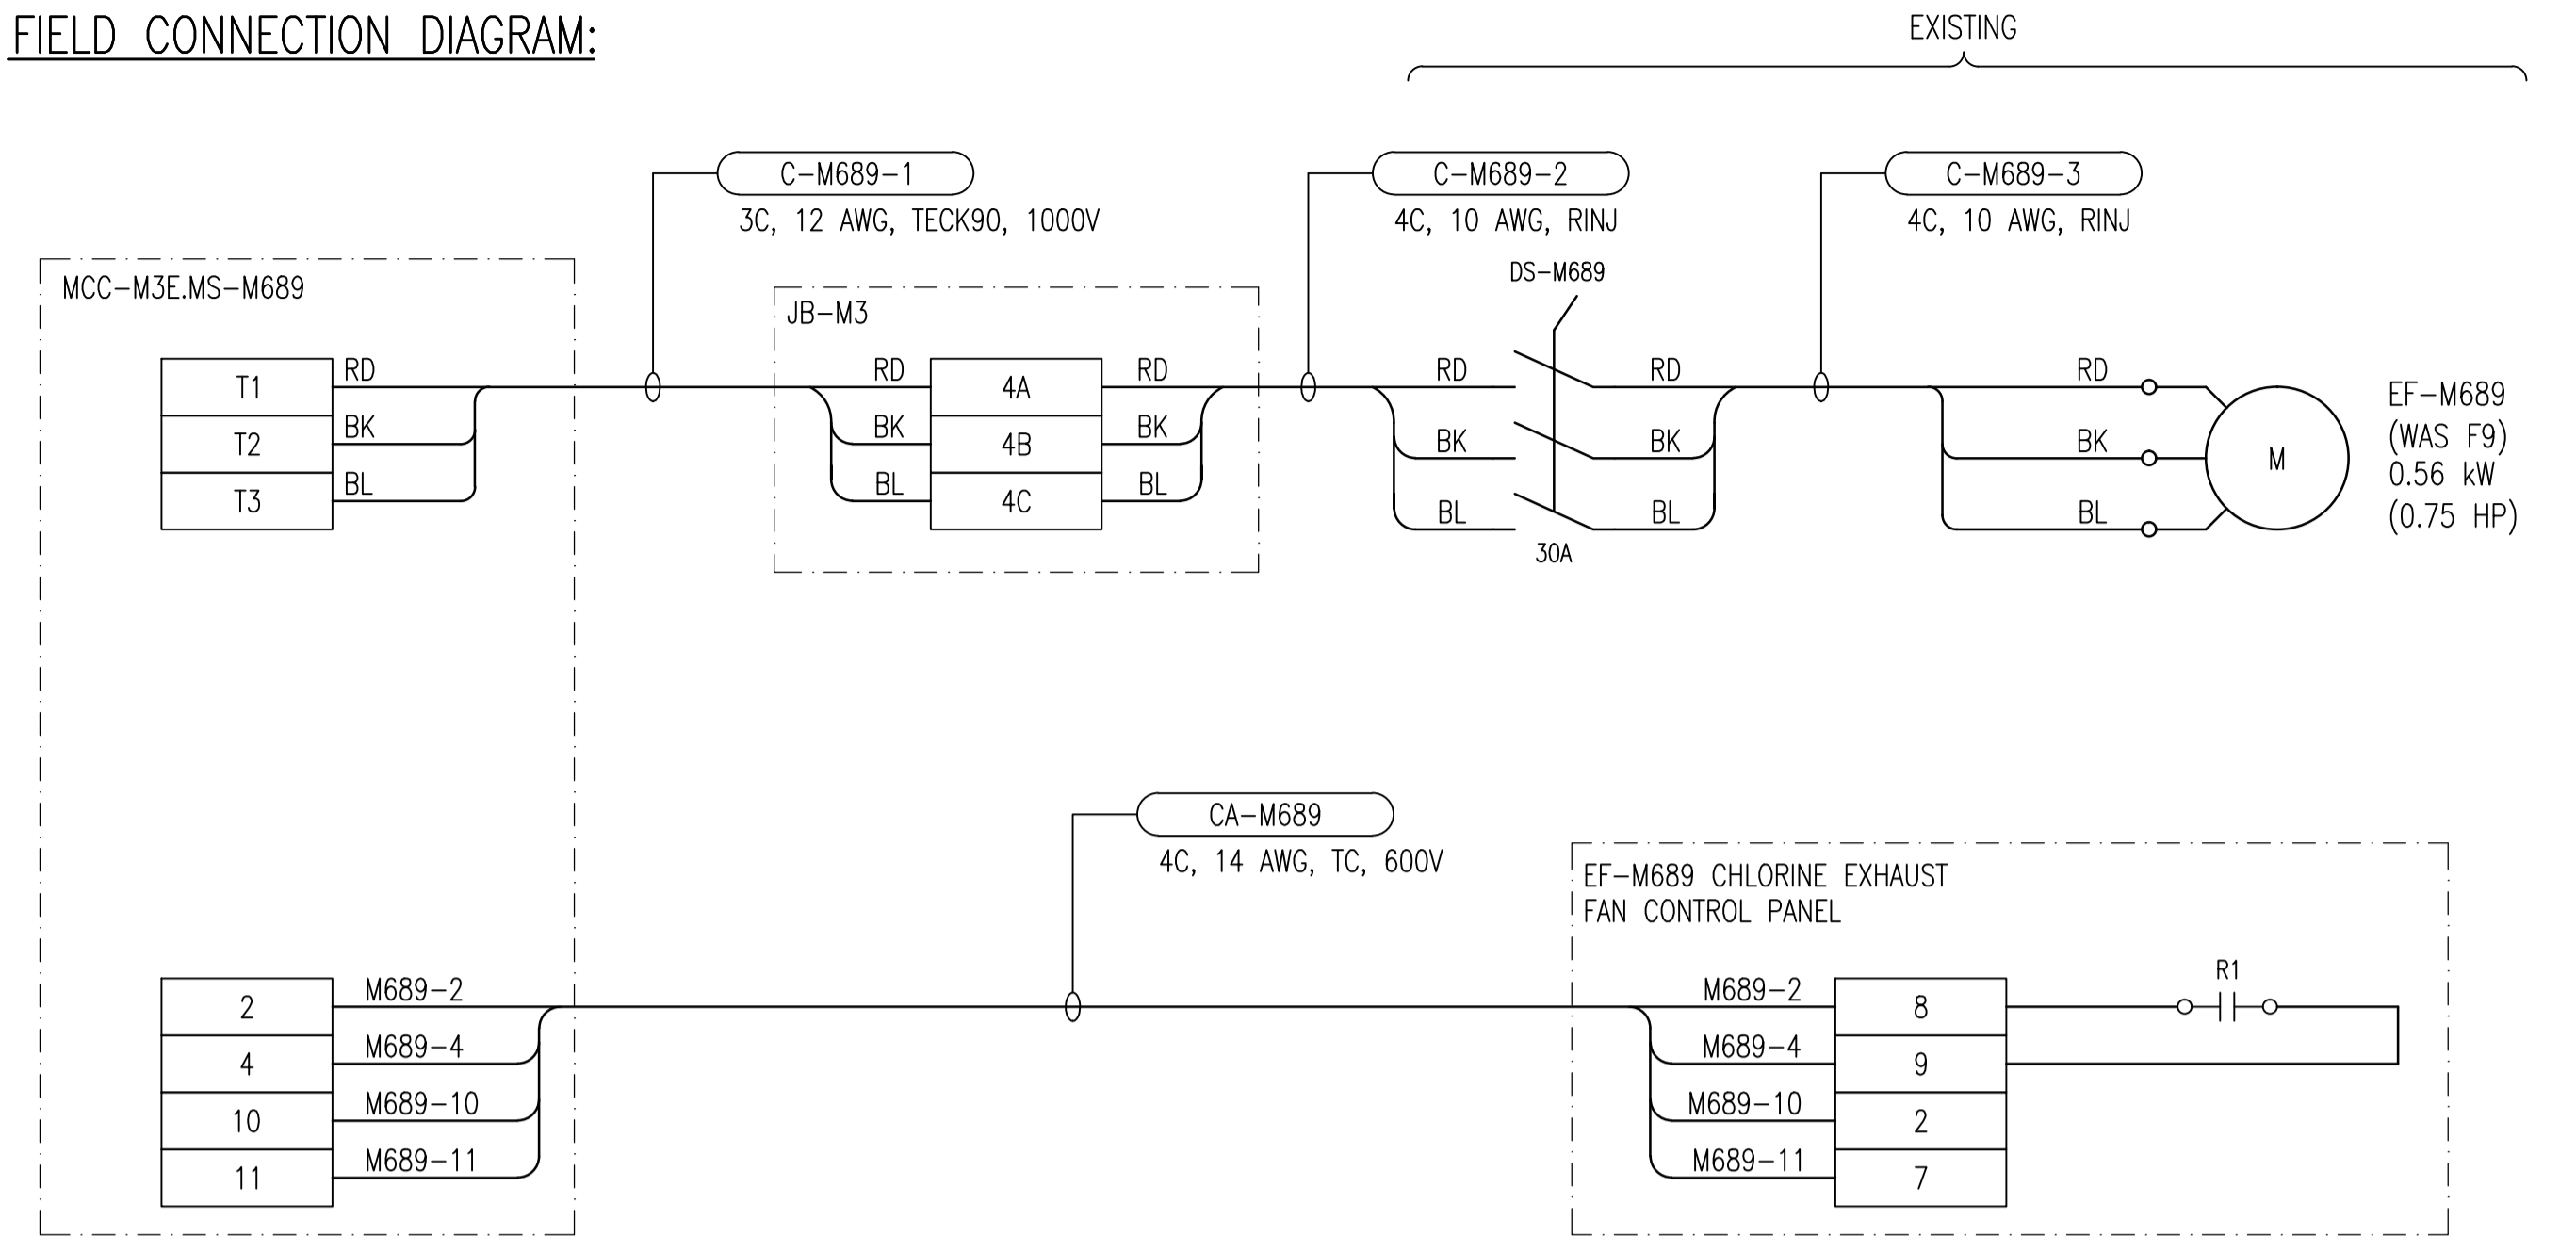 FIELD CONNECTION DIAGRAM:
EXISTING
C-M689-1
3C, 12 AWG, TECK90, 1000V
C-M689-2
4C, 10 AWG, RINJ
C-M689-3
4C, 10 AWG, RINJ
MCC-M3E.MS-M689
JB-M3
DS-M689
T1
RD
RD
4A
RD
RD
RD
RD
T2
BK
BK
4B
BK
BK
BK
BK
T3
BL
BL
4C
BL
BL
BL
BL
30A
M
EF-M689
(WAS F9)
0.56 kW
(0.75 HP)
CA-M689
4C, 14 AWG, TC, 600V
EF-M689 CHLORINE EXHAUST
FAN CONTROL PANEL
2
M689-2
M689-2
8
R1
4
M689-4
M689-4
9
10
M689-10
M689-10
2
11
M689-11
M689-11
7